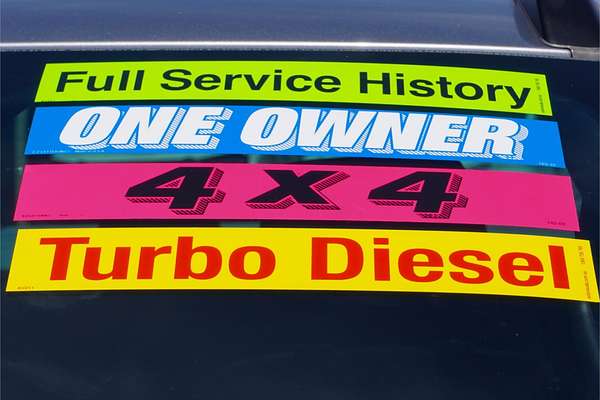 Full Service History
ONE OWNER
4 x 4
Turbo Diesel